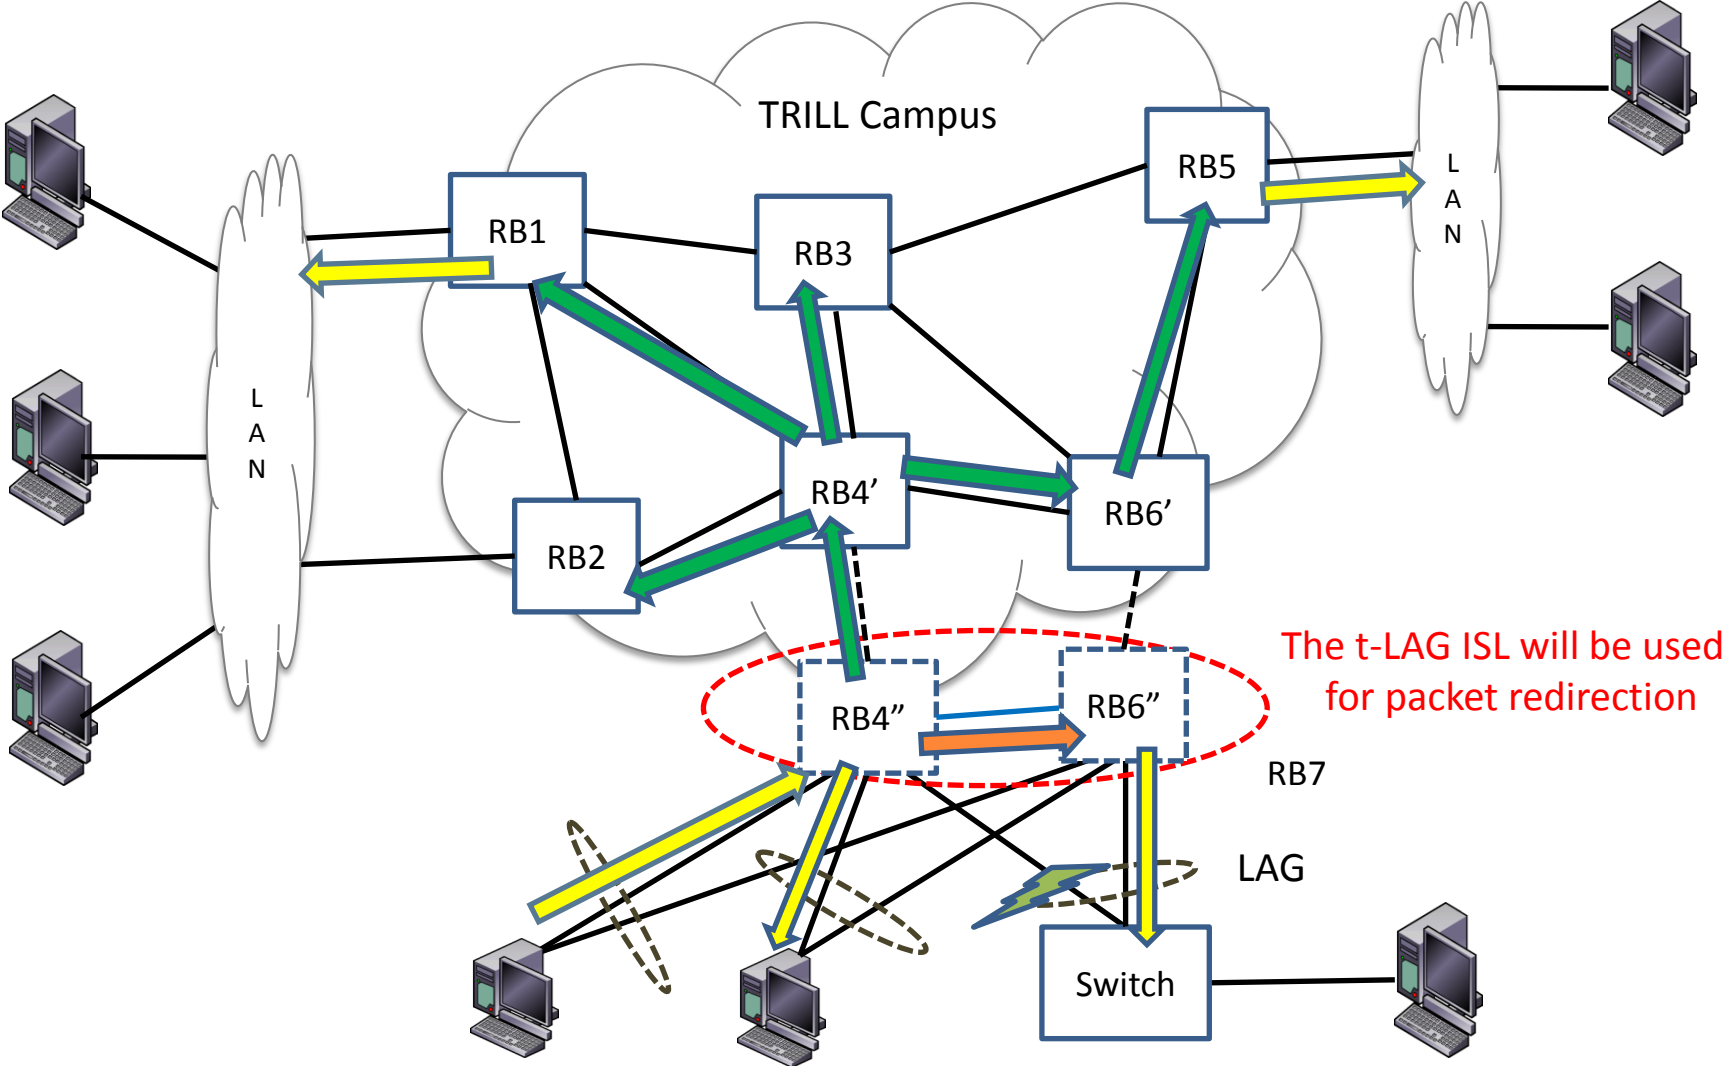 TRILL Campus
RB5
L
A
N
RB1
RB3
L
A
N
RB4’
RB6’
RB2
The t-LAG ISL will be used
for packet redirection
RB4”
RB6”
RB7
LAG
Switch